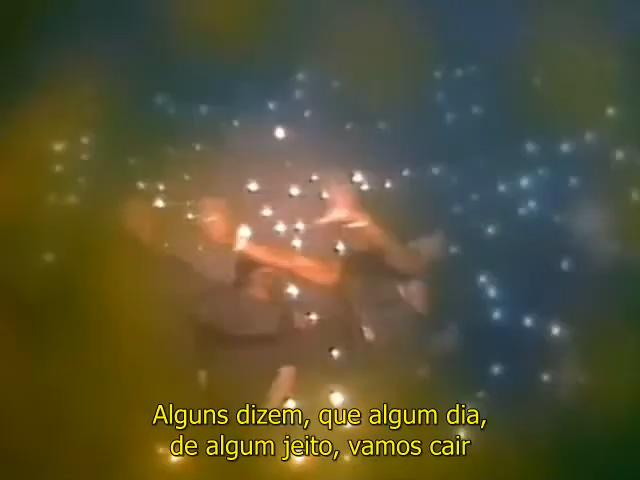 Alguns dizem, que algum dia,
de algum jeito, vamos cair